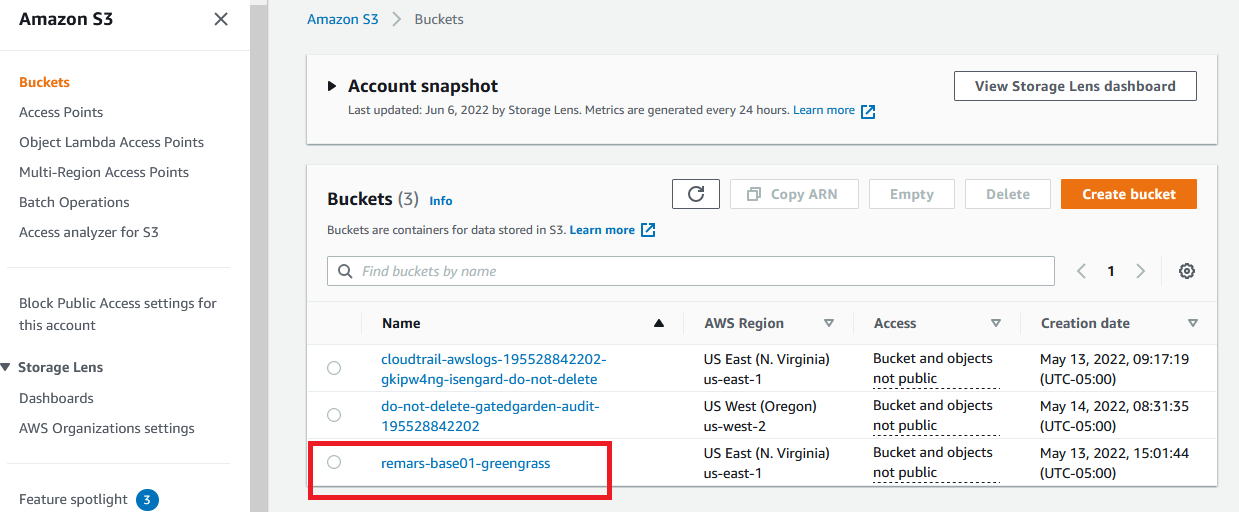 Amazon S3
Buckets
Access Points
Object Lambda Access Points
Multi-Region Access Points
Batch Operations
Access analyzer for S3
Block Public Access settings for
this account
Storage Lens
Dashboards
AWS Organizations settings
Feature spotlight 3
Amazon S3 > Buckets
Account snapshot
Last updated: Jun 6, 2022 by Storage Lens. Metrics are generated every 24 hours. Learn more
View Storage Lens dashboard
Buckets (3) Info
Copy ARN
Empty
Delete
Create bucket
Buckets are containers for data stored in S3. Learn more
Find buckets by name
1
Name AWS Region Access Creation date
cloudtrail-awslogs-195528842202- US East (N. Virginia) Bucket and objects May 13, 2022, 09:17:19
gkipw4ng-isengard-do-not-delete us-east-1 not public (UTC-05:00)
do-not-delete-gatedgarden-audit- US West (Oregon) Bucket and objects May 14, 2022, 08:31:35
195528842202 us-west-2 not public (UTC-05:00)
remars-base01-greengrass US East (N. Virginia) Bucket and objects May 13, 2022, 15:01:44
us-east-1 not public (UTC-05:00)